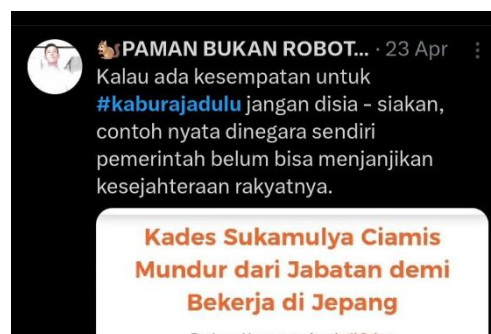 🐿️PAMAN BUKAN ROBOT... · 23 Apr
Kalau ada kesempatan untuk
#kaburajadulu jangan disia - siakan,
contoh nyata dinegara sendiri
pemerintah belum bisa menjanjikan
kesejahteraan rakyatnya.
Kades Sukamulya Ciamis
Mundur dari Jabatan demi
Bekerja di Jepang